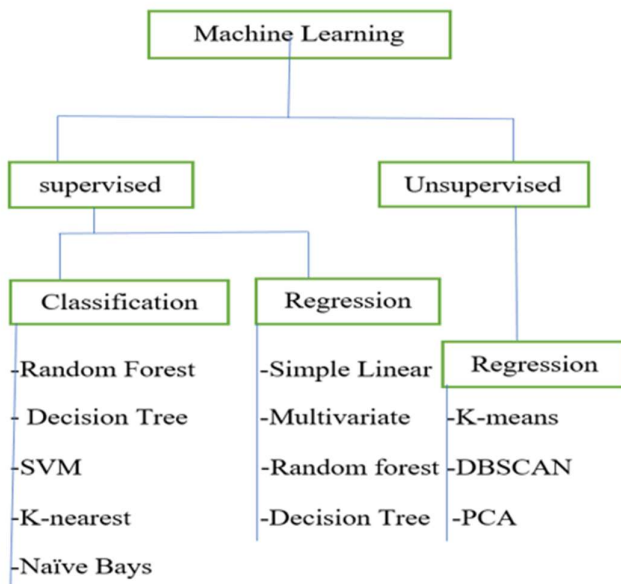 Machine Learning
supervised
Unsupervised
Classification
-Random Forest
- Decision Tree
-SVM
-K-nearest
-Naïve Bays
Regression
-Simple Linear
-Multivariate
-Random forest
-Decision Tree
Regression
-K-means
-DBSCAN
-PCA